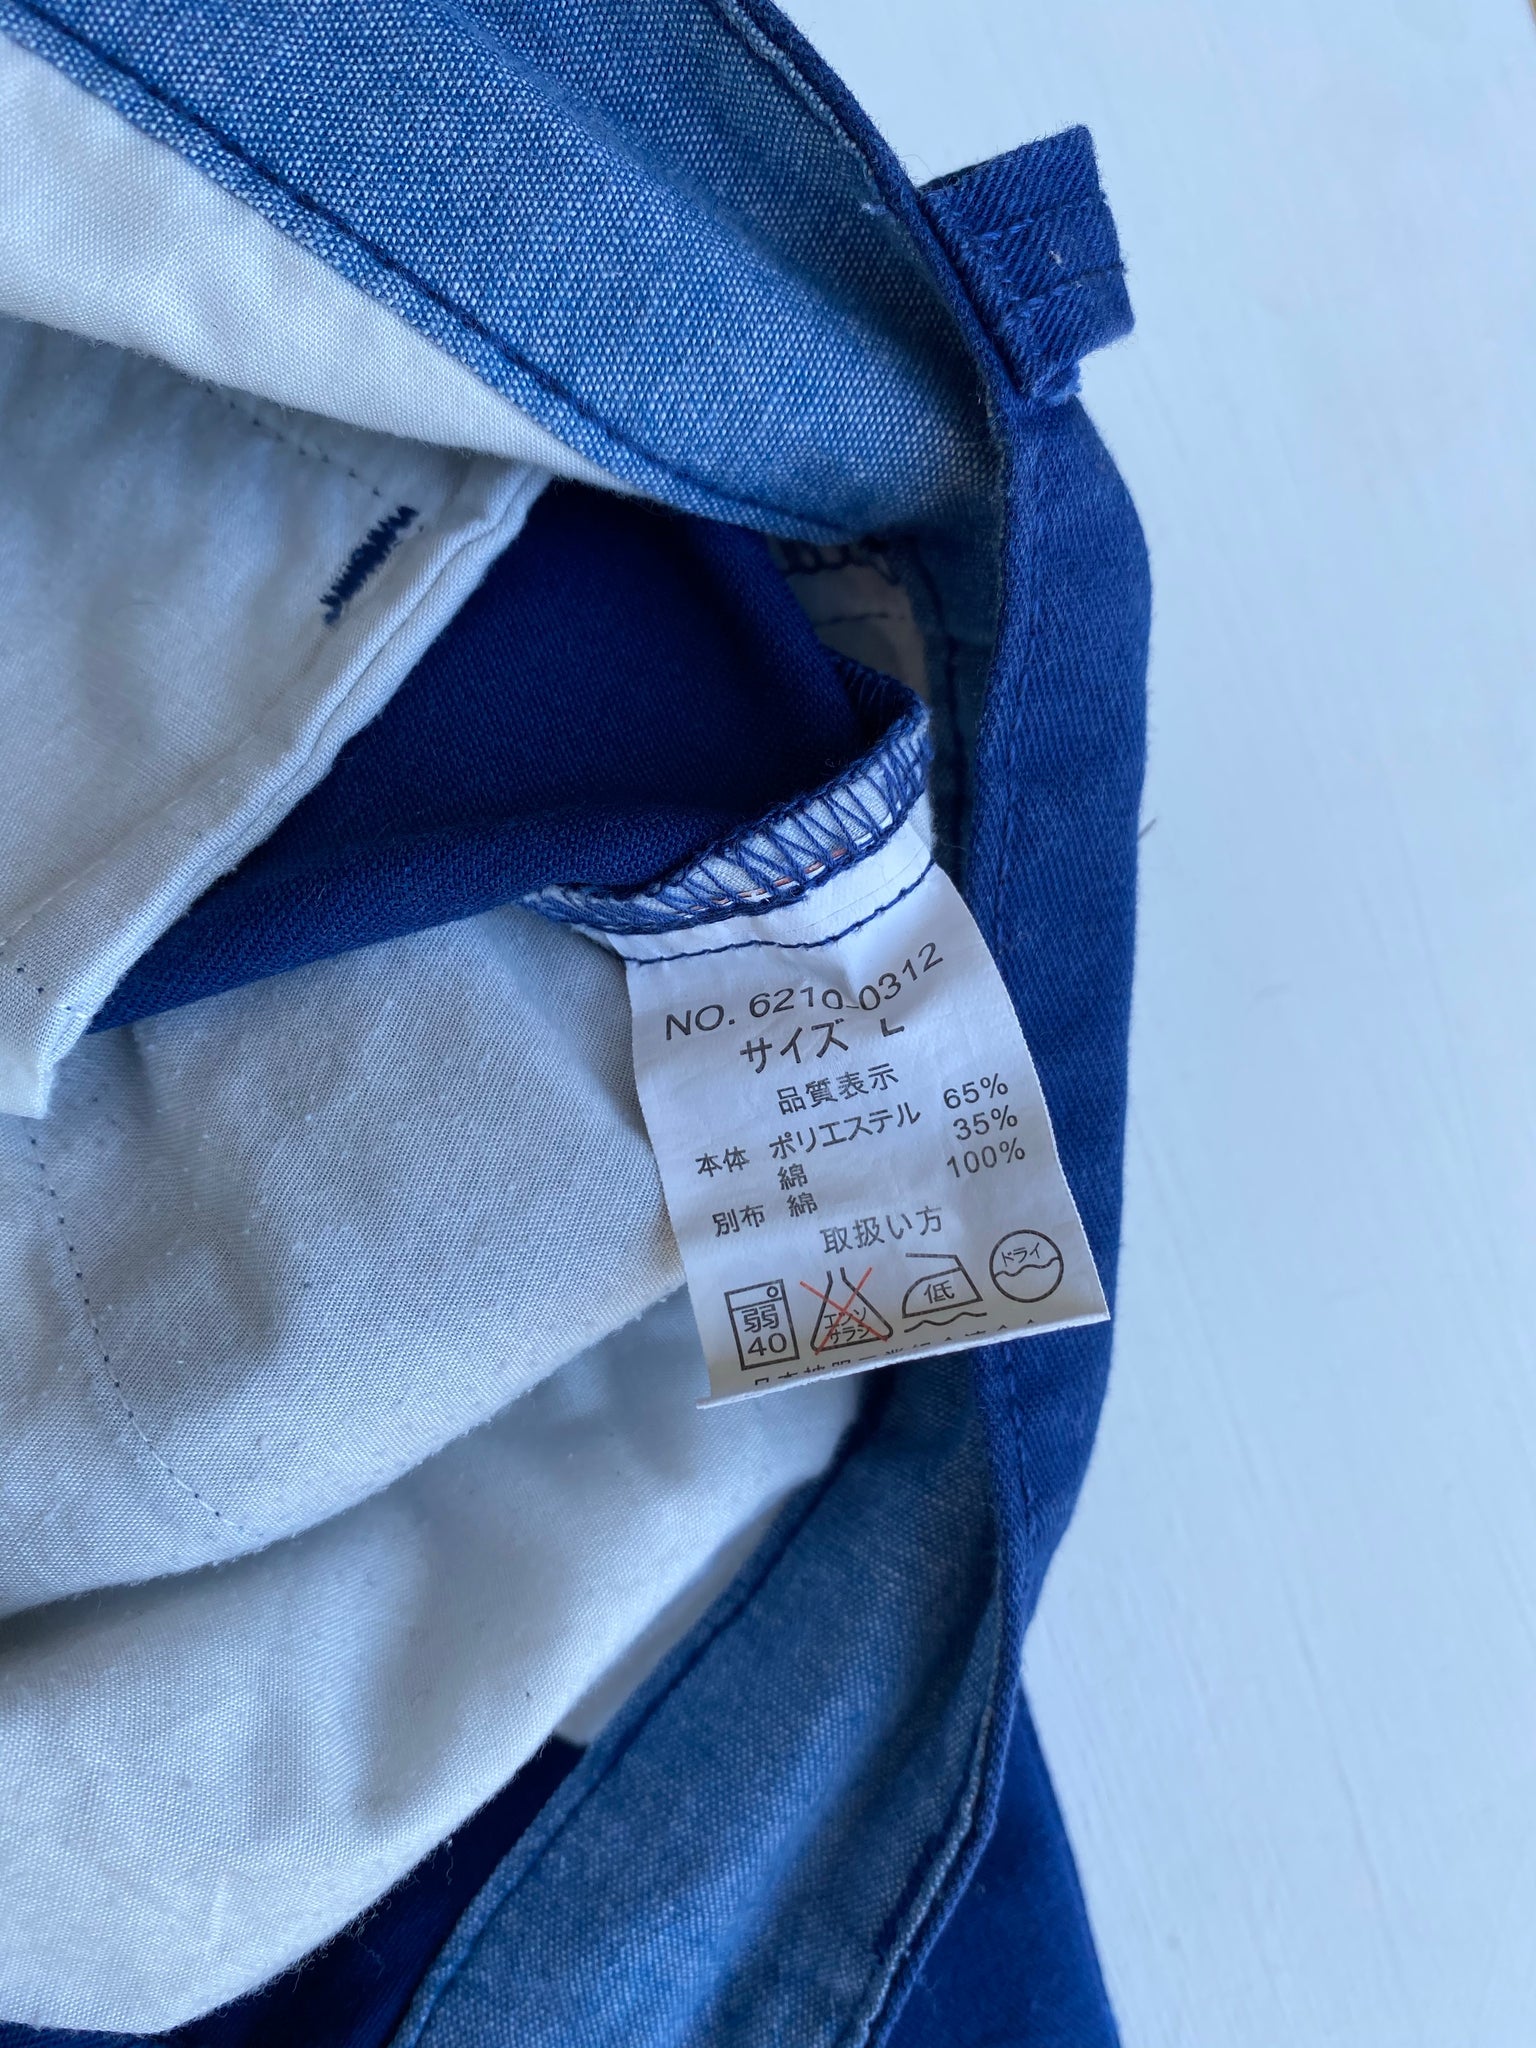 NO. 6210 0312
サイズ L
品質表示
本体 ポリエステル 65%
綿 35%
別布 綿 100%
取扱い方
弱 40
エンソ サラシ
低
ドライ